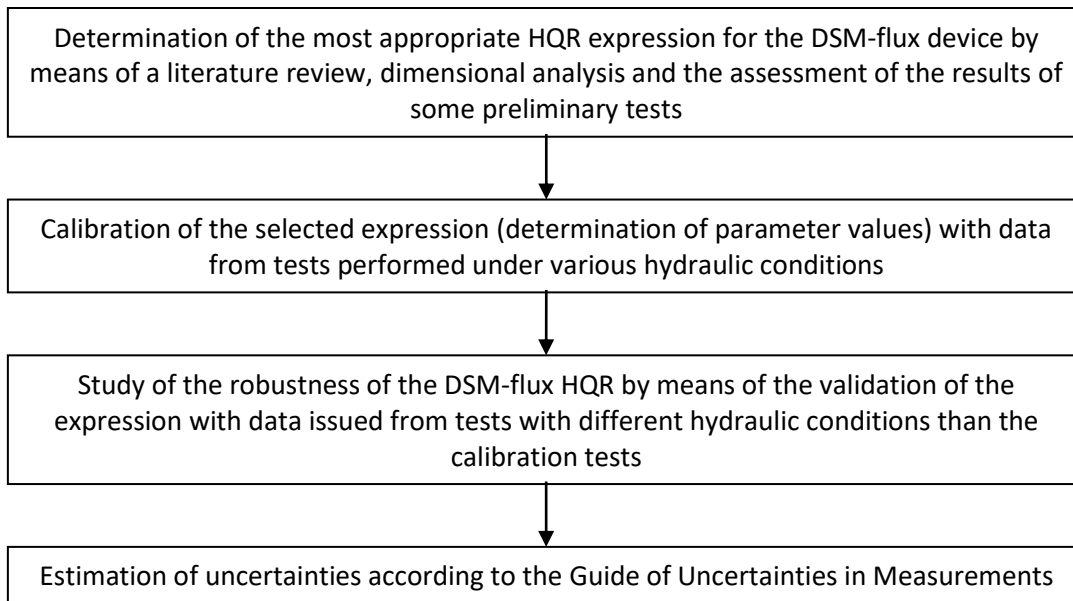 Determination of the most appropriate HQR expression for the DSM-flux device by
means of a literature review, dimensional analysis and the assessment of the results of
some preliminary tests
Calibration of the selected expression (determination of parameter values) with data
from tests performed under various hydraulic conditions
Study of the robustness of the DSM-flux HQR by means of the validation of the
expression with data issued from tests with different hydraulic conditions than the
calibration tests
Estimation of uncertainties according to the Guide of Uncertainties in Measurements